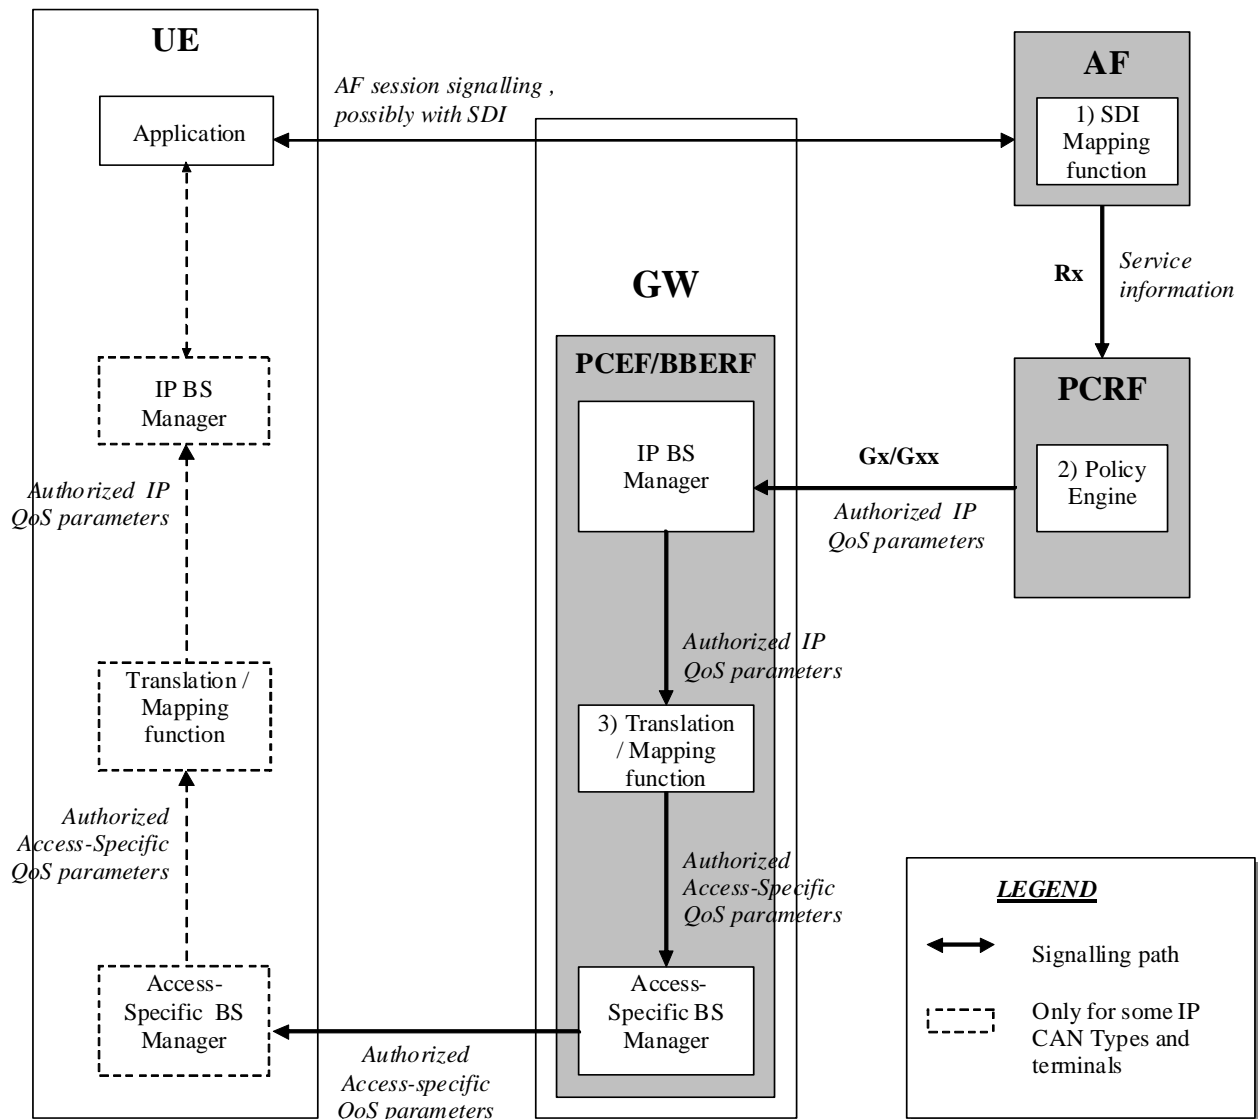 UE
Application
IP BS
Manager
Authorized IP
QoS parameters
Translation /
Mapping
function
Authorized
Access-Specific
QoS parameters
Access-
Specific BS
Manager
AF session signalling ,
possibly with SDI
GW
PCEF/BBERF
IP BS
Manager
Authorized IP
QoS parameters
3) Translation
/ Mapping
function
Authorized
Access-Specific
QoS parameters
Access-
Specific BS
Manager
Authorized
Access-specific
QoS parameters
AF
1) SDI
Mapping
function
Rx
Service
information
PCRF
2) Policy
Engine
Gx/Gxx
Authorized IP
QoS parameters
LEGEND
Signalling path
Only for some IP
CAN Types and
terminals